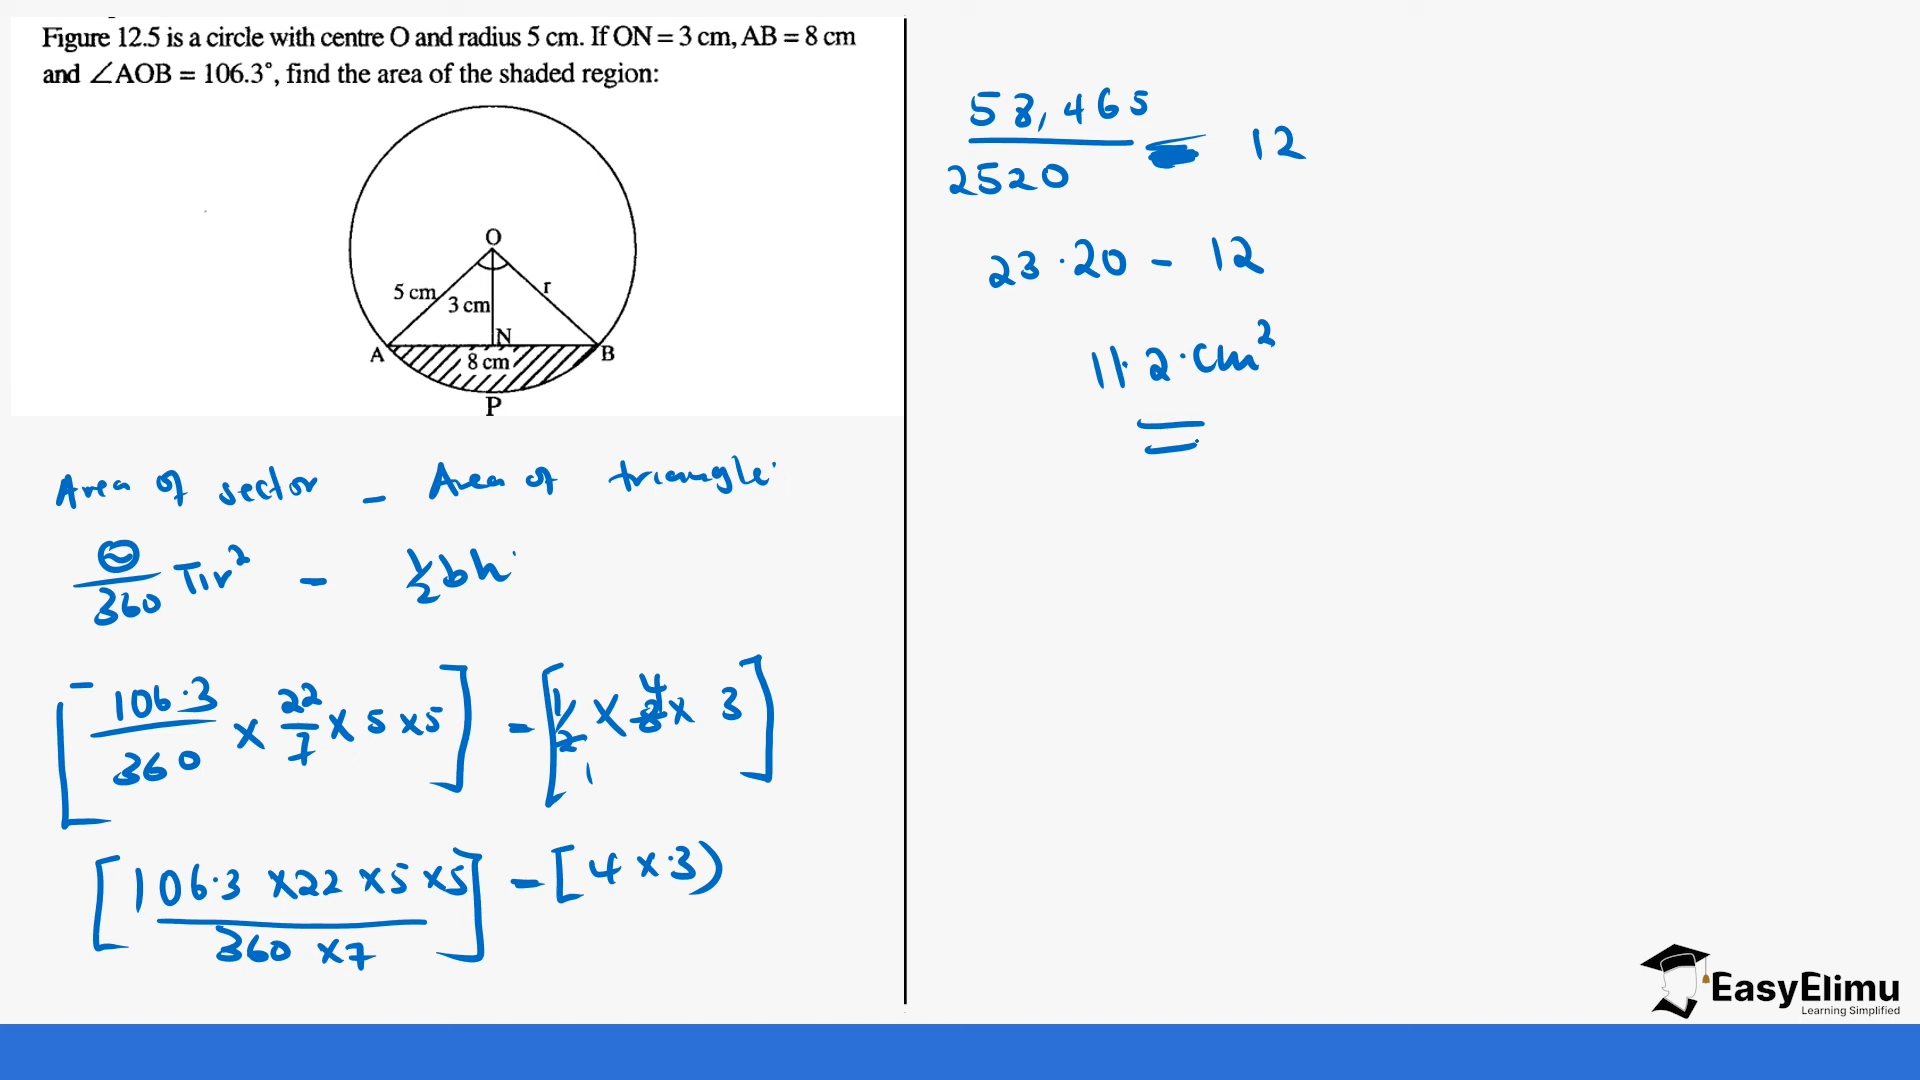 Figure 12.5 is a circle with centre O and radius 5 cm. If ON = 3 cm, AB = 8 cm
and ∠AOB = 106.3°, find the area of the shaded region:
O
5 cm
r
3 cm
N
A
8 cm
B
P
Area of sector - Area of triangle
θ/360 πr² - ½bh
[106.3/360 × 22/7 × 5 × 5] - [1/2 × 8 × 3]
4
1
[106.3 × 22 × 5 × 5 / 360 × 7] - [4 × 3)
58,465 / 2520 - 12
23.20 - 12
11.2 cm²
EasyElimu
Learning Simplified